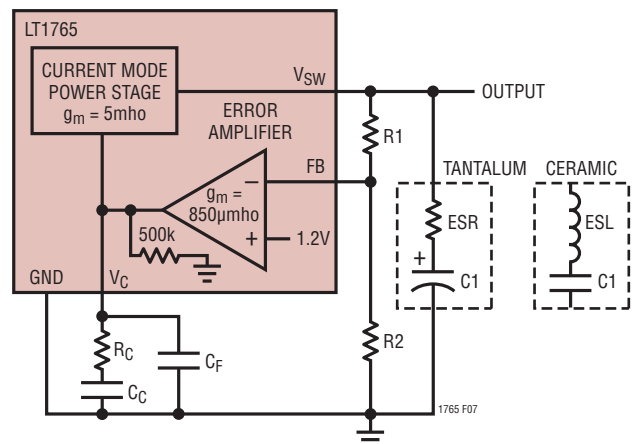 LT1765
CURRENT MODE
POWER STAGE
gm = 5mho
VSW
OUTPUT
ERROR
AMPLIFIER
R1
FB
TANTALUM
CERAMIC
gm =
850µmho
–
+
1.2V
500k
ESR
ESL
+
C1
C1
GND
VC
RC
CF
R2
CC
1765 F07